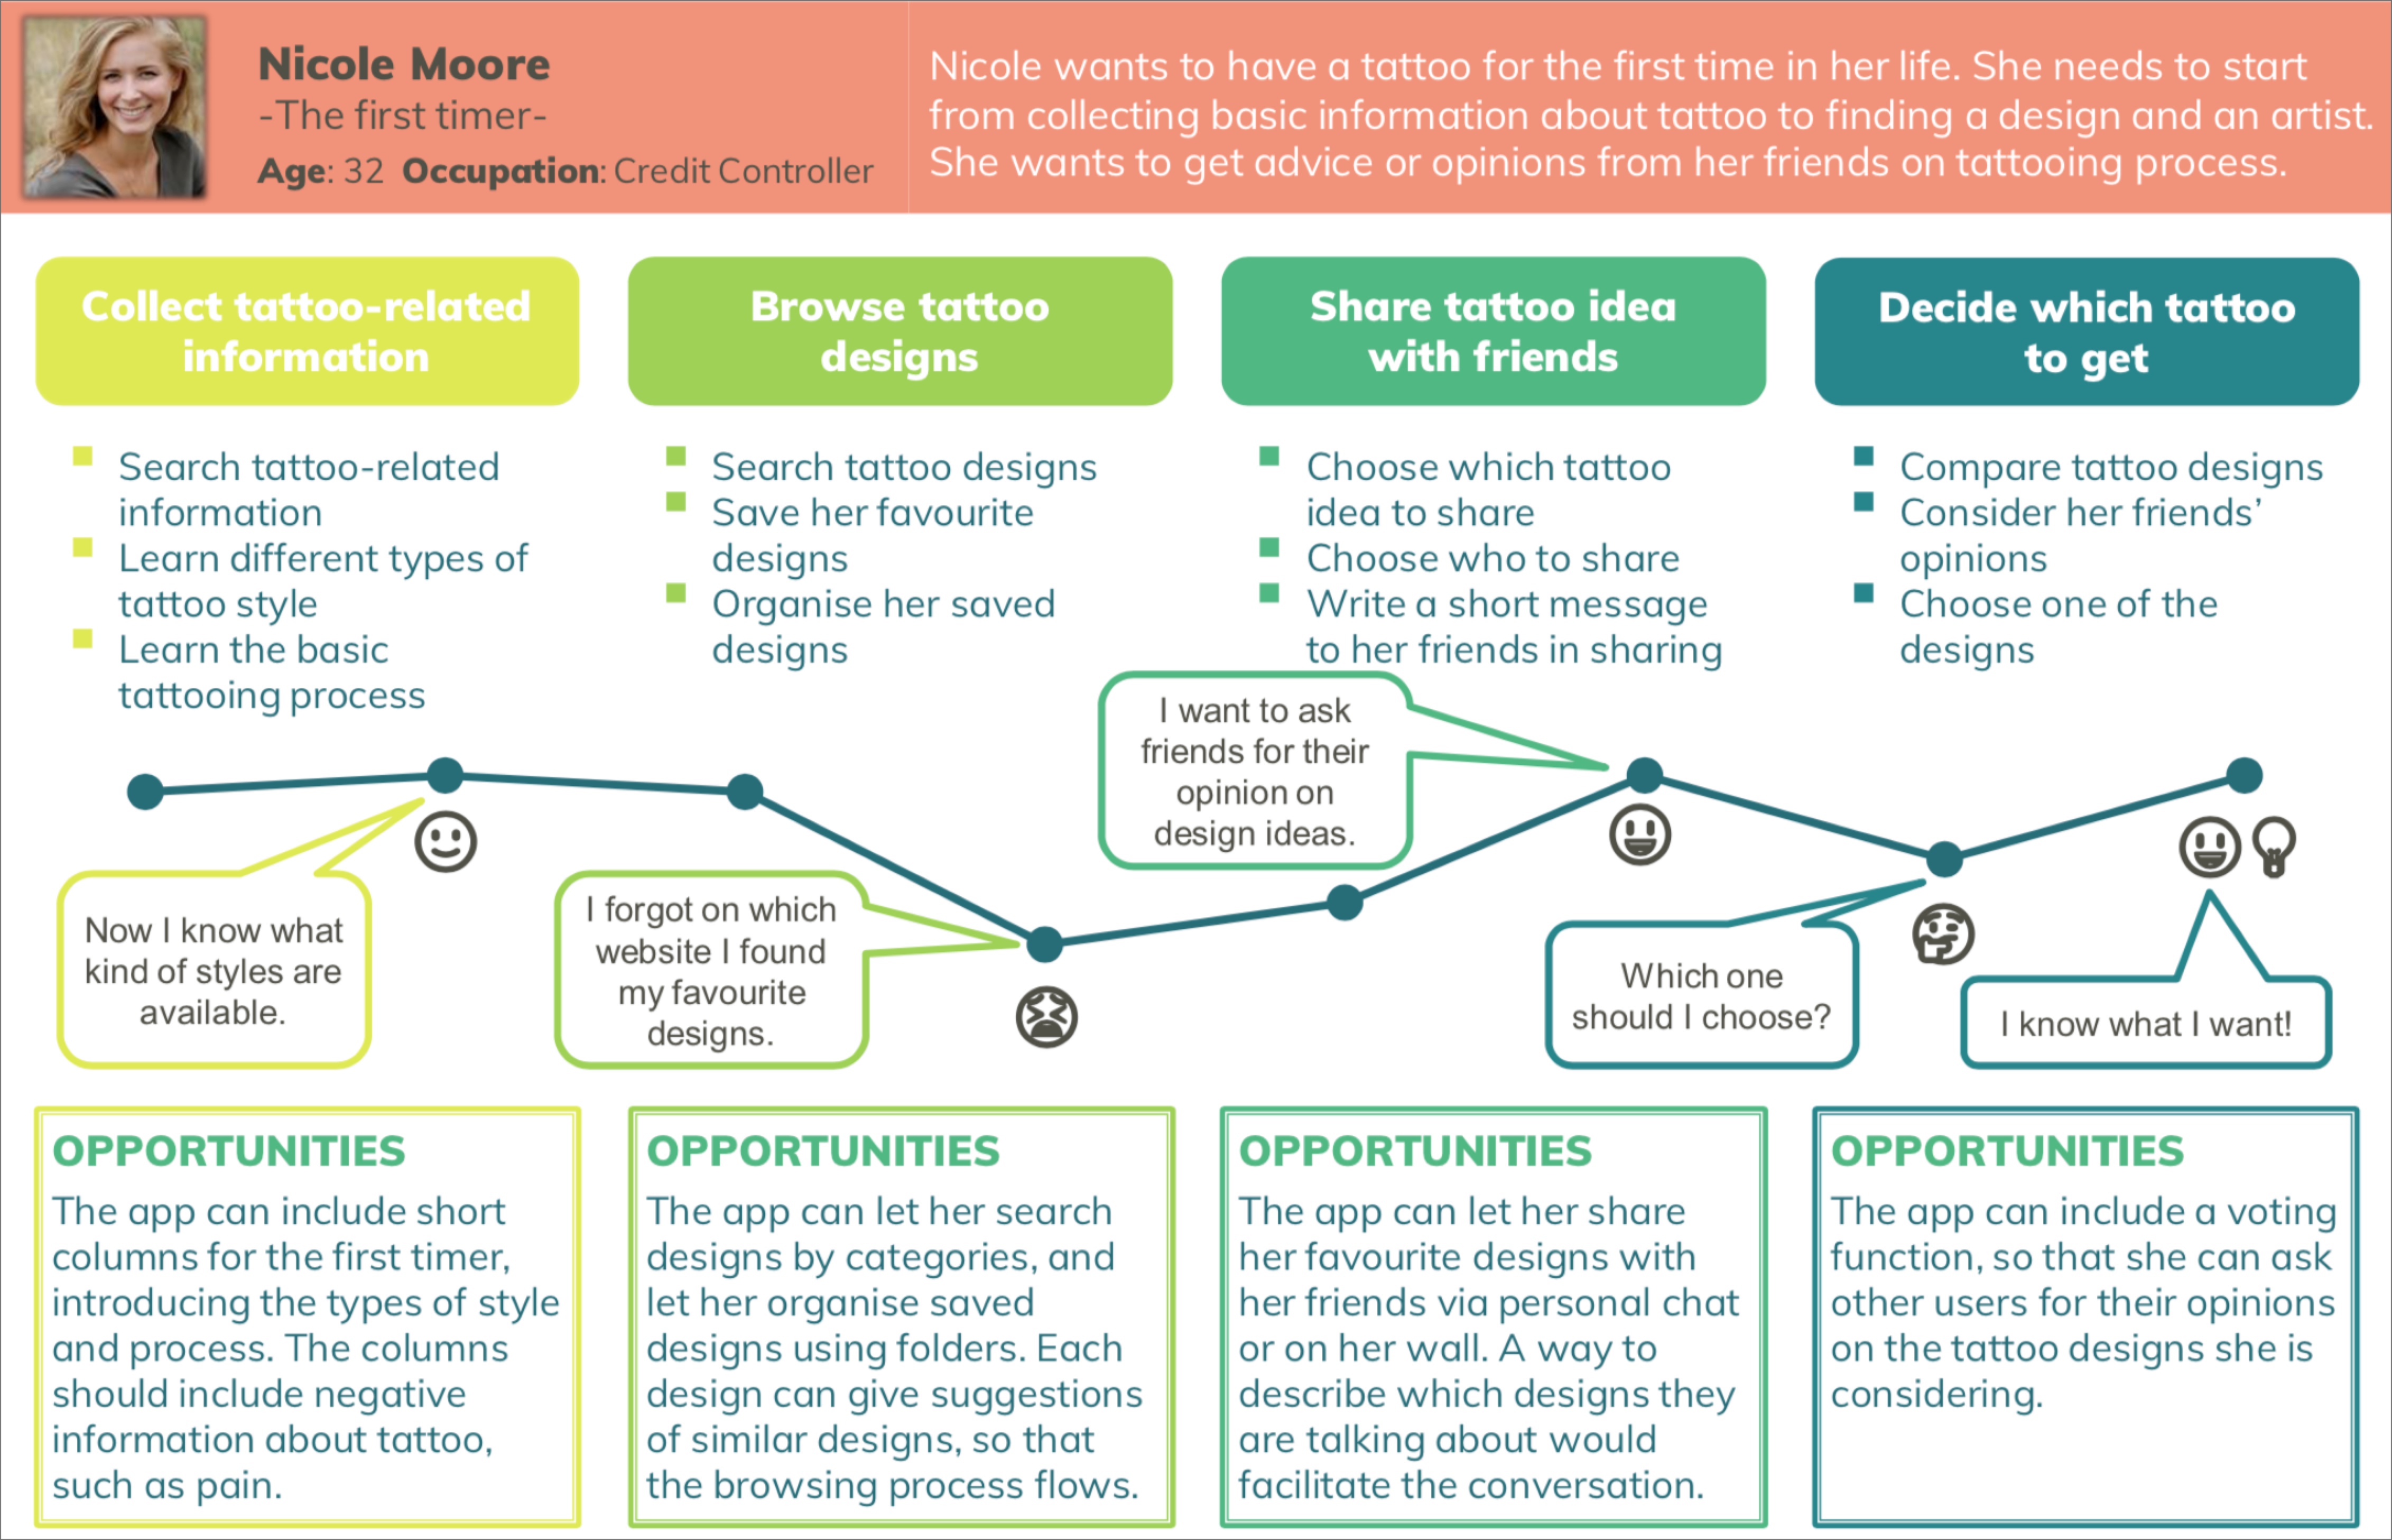 Nicole Moore
-The first timer-
Age: 32 Occupation: Credit Controller
Nicole wants to have a tattoo for the first time in her life. She needs to start
from collecting basic information about tattoo to finding a design and an artist.
She wants to get advice or opinions from her friends on tattooing process.
Collect tattoo-related
information
Browse tattoo
designs
Share tattoo idea
with friends
Decide which tattoo
to get
Search tattoo-related
information
Learn different types of
tattoo style
Learn the basic
tattooing process
Search tattoo designs
Save her favourite
designs
Organise her saved
designs
Choose which tattoo
idea to share
Choose who to share
Write a short message
to her friends in sharing
Compare tattoo designs
Consider her friends’
opinions
Choose one of the
designs
Now I know what
kind of styles are
available.
I forgot on which
website I found
my favourite
designs.
I want to ask
friends for their
opinion on
design ideas.
Which one
should I choose?
I know what I want!
OPPORTUNITIES
The app can include short
columns for the first timer,
introducing the types of style
and process. The columns
should include negative
information about tattoo,
such as pain.
OPPORTUNITIES
The app can let her search
designs by categories, and
let her organise saved
designs using folders. Each
design can give suggestions
of similar designs, so that
the browsing process flows.
OPPORTUNITIES
The app can let her share
her favourite designs with
her friends via personal chat
or on her wall. A way to
describe which designs they
are talking about would
facilitate the conversation.
OPPORTUNITIES
The app can include a voting
function, so that she can ask
other users for their opinions
on the tattoo designs she is
considering.